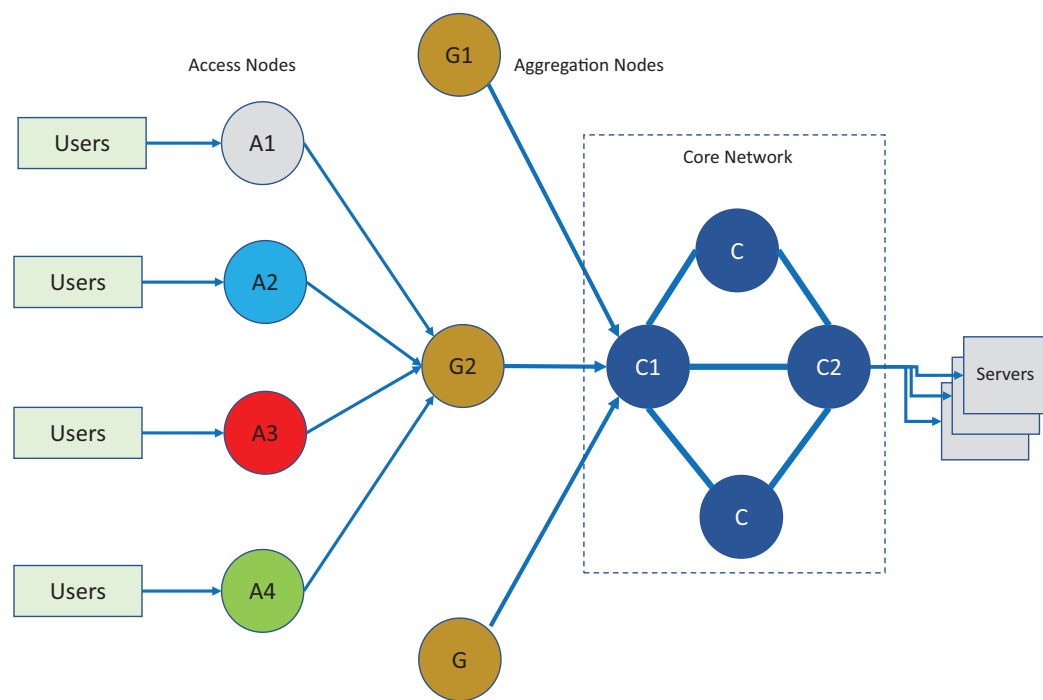 G1
Access Nodes
Aggregation Nodes
Users
A1
Core Network
C
Users
A2
G2
C1
C2
Servers
Users
A3
C
Users
A4
G